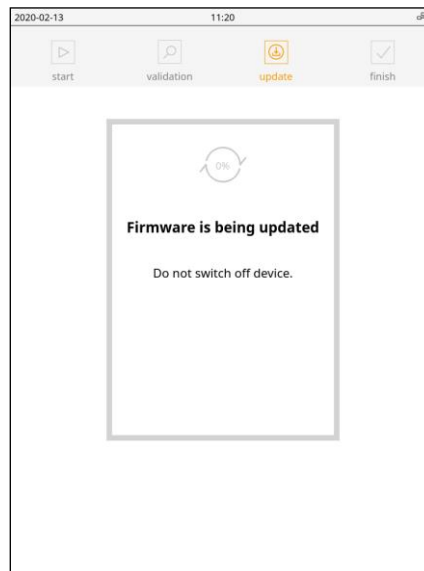 2020-02-13 11:20
start validation update finish
0%
Firmware is being updated
Do not switch off device.